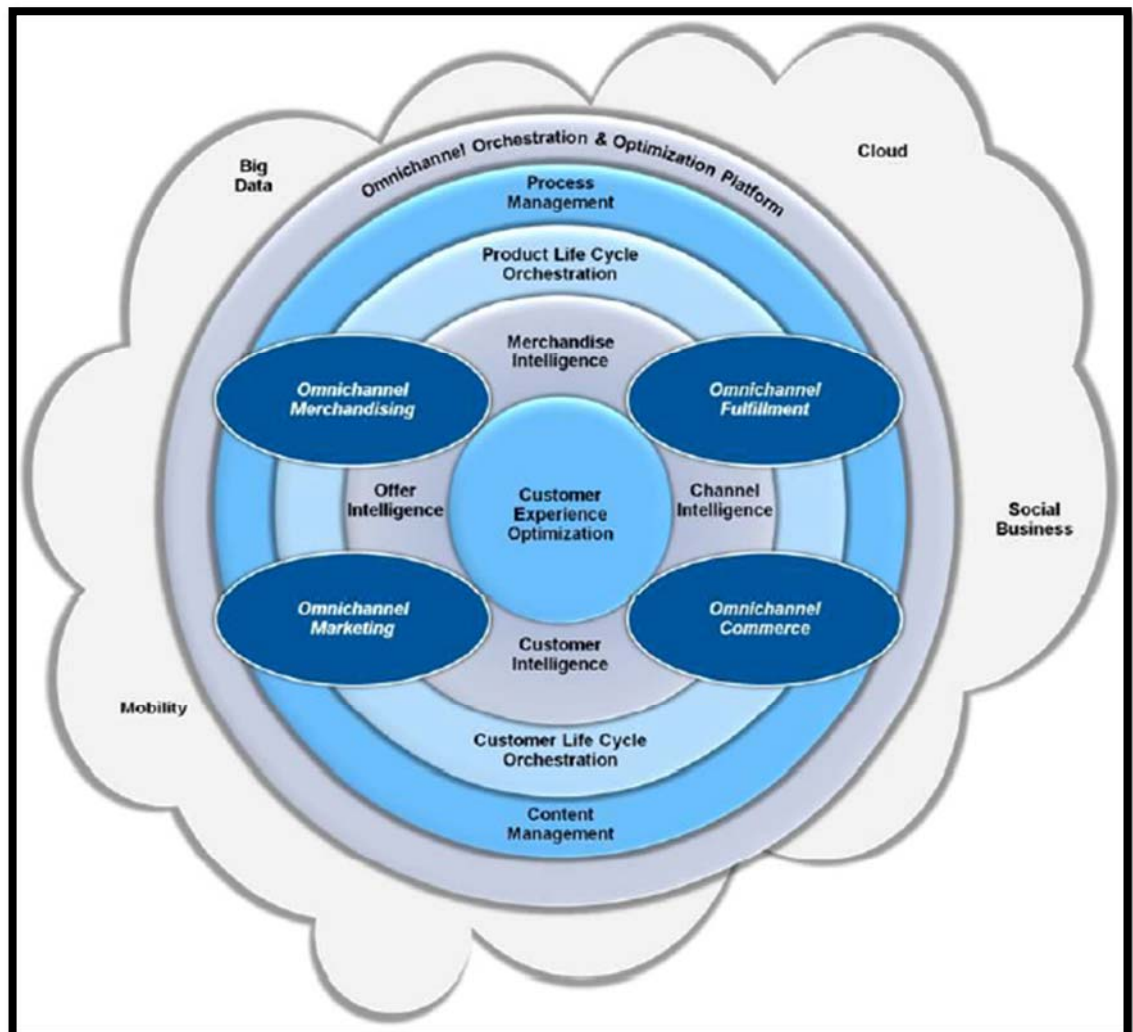 Omnichannel Orchestration & Optimization Platform
Big
Data
Cloud
Process
Management
Product Life Cycle
Orchestration
Merchandise
Intelligence
Omnichannel
Merchandising
Omnichannel
Fulfillment
Offer
Intelligence
Customer
Experience
Optimization
Channel
Intelligence
Social
Business
Omnichannel
Marketing
Omnichannel
Commerce
Customer
Intelligence
Mobility
Customer Life Cycle
Orchestration
Content
Management